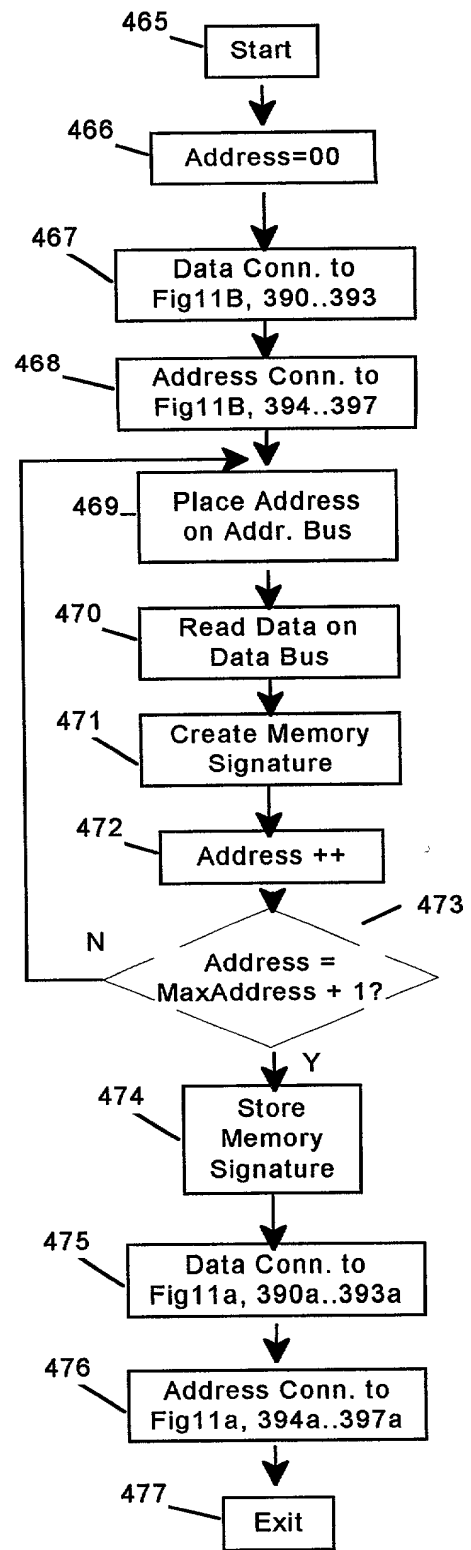 465
Start
466
Address=00
467
Data Conn. to
Fig11B, 390..393
468
Address Conn. to
Fig11B, 394..397
469
Place Address
on Addr. Bus
470
Read Data on
Data Bus
471
Create Memory
Signature
472
Address ++
473
N
Address =
MaxAddress + 1?
Y
474
Store
Memory
Signature
475
Data Conn. to
Fig11a, 390a..393a
476
Address Conn. to
Fig11a, 394a..397a
477
Exit